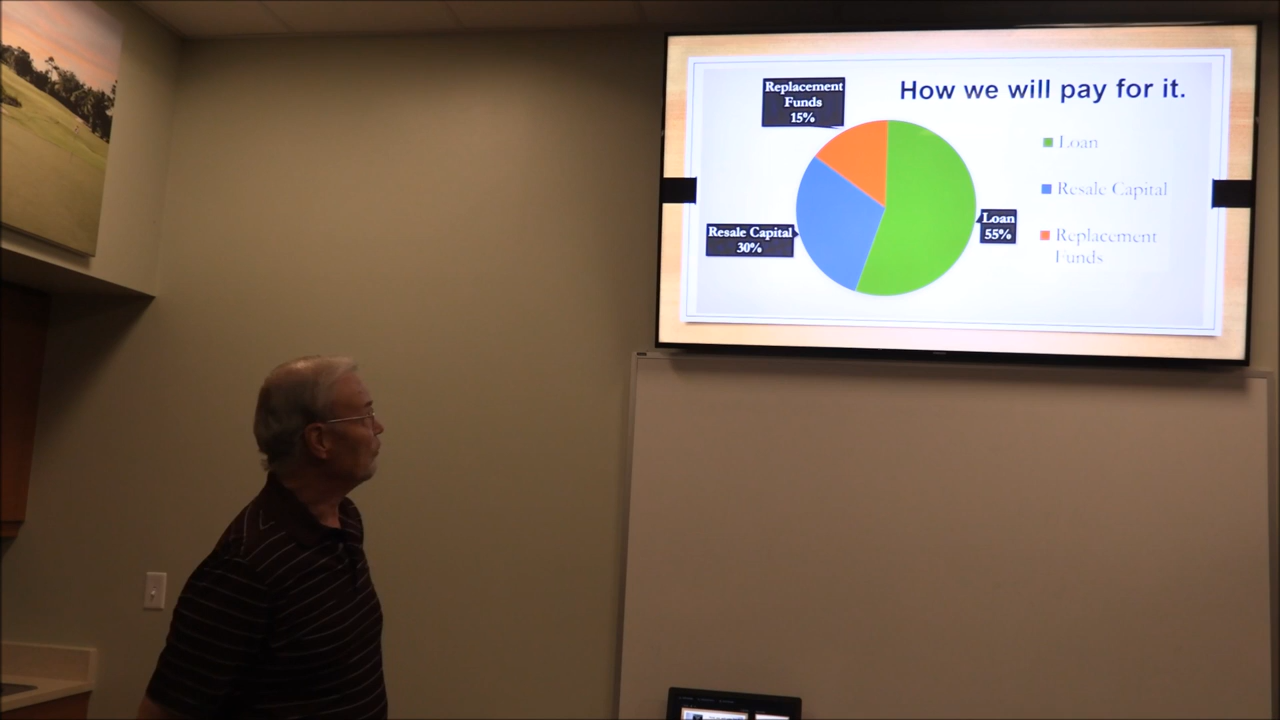 How we will pay for it.
Replacement
Funds
15%
Resale Capital
30%
Loan
55%
Loan
Resale Capital
Replacement
Funds